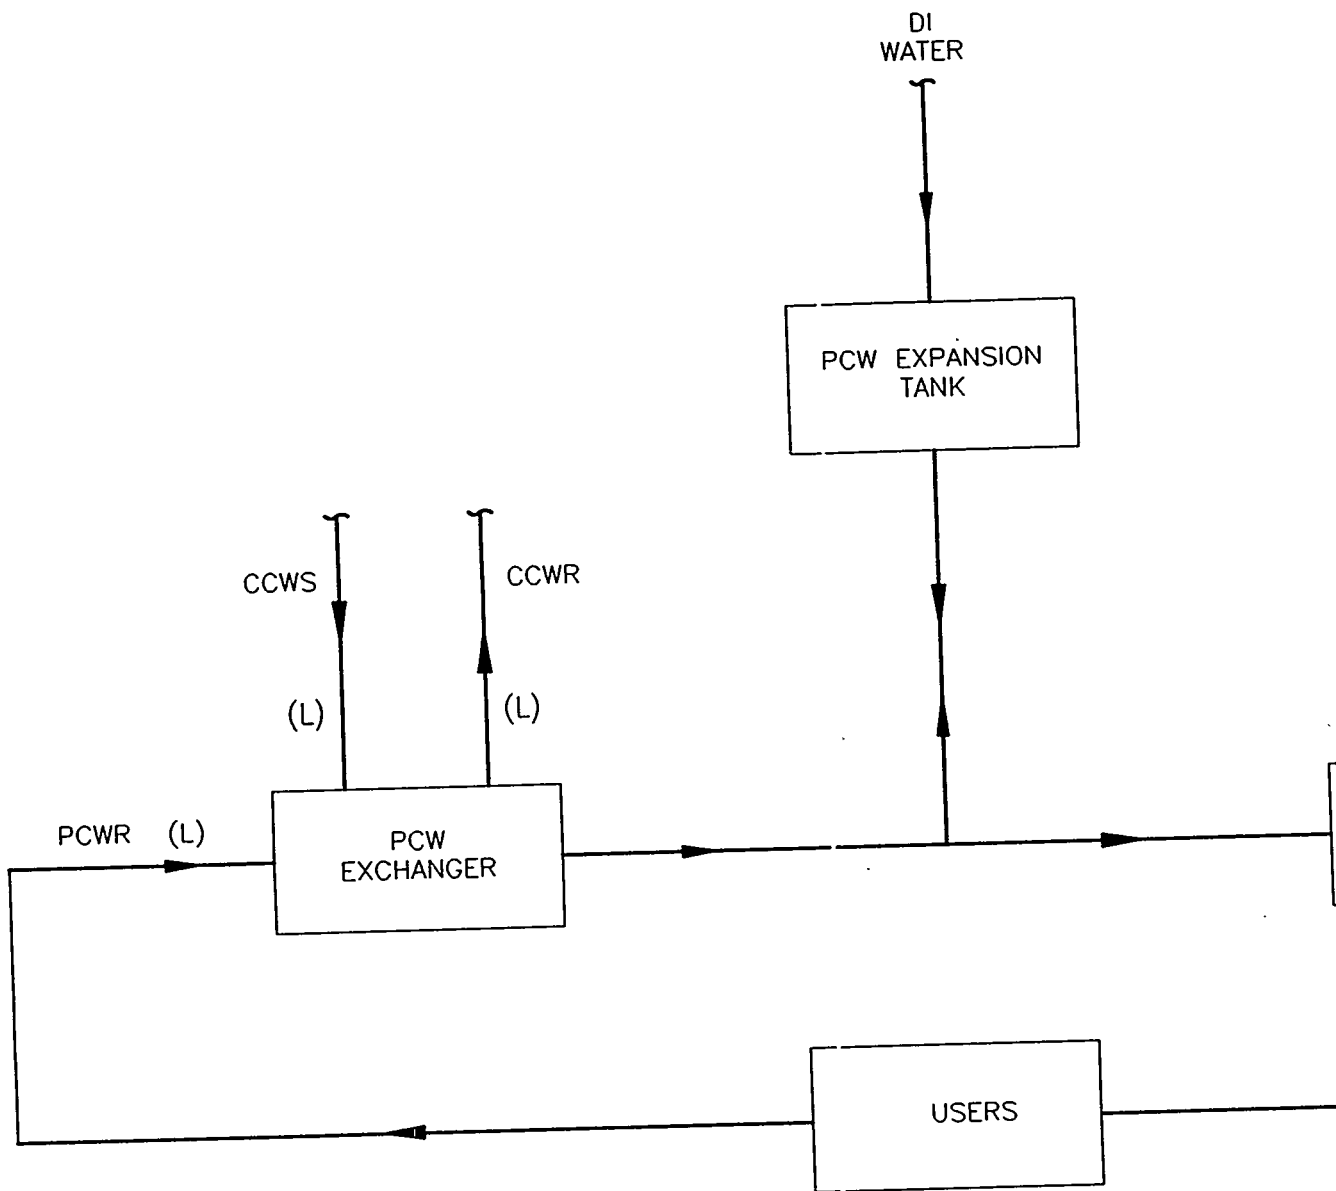 DI
WATER
PCW EXPANSION
TANK
CCWS
CCWR
(L)
(L)
PCWR (L)
PCW
EXCHANGER
USERS